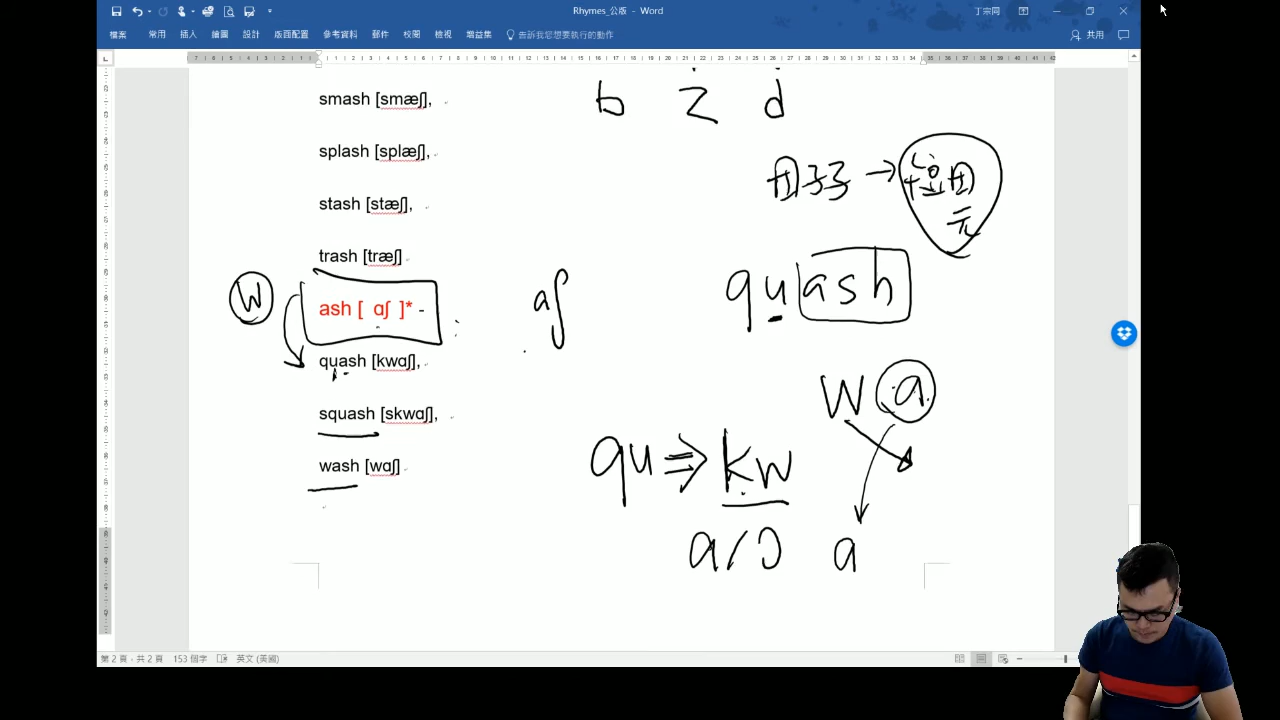 Rhymes_公版 - Word
丁宗同
檔案 常用 插入 繪圖 設計 版面配置 參考資料 郵件 校閱 檢視 增益集 告訴我您想要執行的動作 共用
smash [smæʃ],
b z d
splash [splæʃ],
stash [stæʃ],
trash [træʃ]
W
ash [ ɑʃ ]* -
aʃ
quash
quash [kwɑʃ],
W a
squash [skwɑʃ],
wash [wɑʃ]
qu ⇒ kw
a/ɔ a
第 2 頁，共 2 頁 153 個字 英文 (美國)